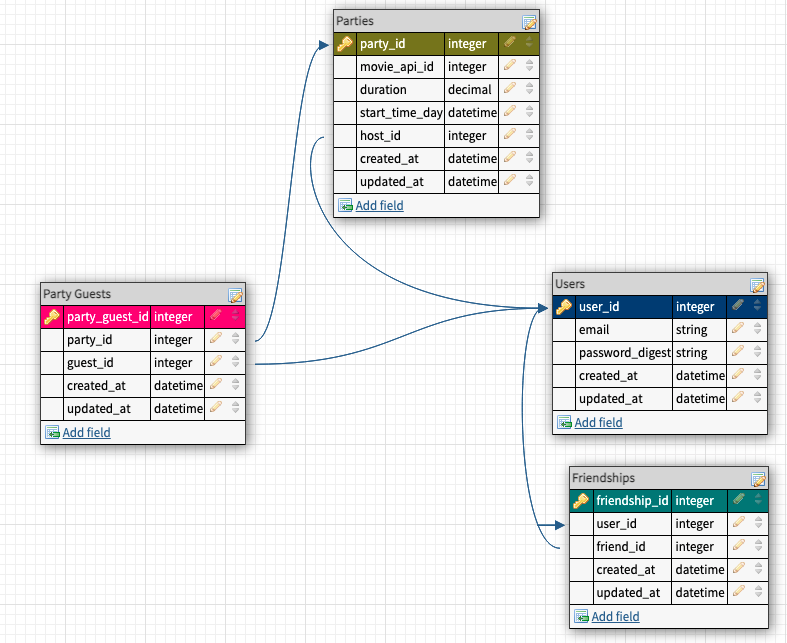 Parties
party_id integer
movie_api_id integer
duration decimal
start_time_day datetime
host_id integer
created_at datetime
updated_at datetime
Add field
Party Guests
party_guest_id integer
party_id integer
guest_id integer
created_at datetime
updated_at datetime
Add field
Users
user_id integer
email string
password_digest string
created_at datetime
updated_at datetime
Add field
Friendships
friendship_id integer
user_id integer
friend_id integer
created_at datetime
updated_at datetime
Add field